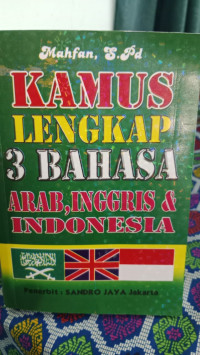 Mahfan, S.Pd
KAMUS
LENGKAP
3 BAHASA
ARAB, INGGRIS &
INDONESIA
Penerbit : SANDRO JAYA Jakarta